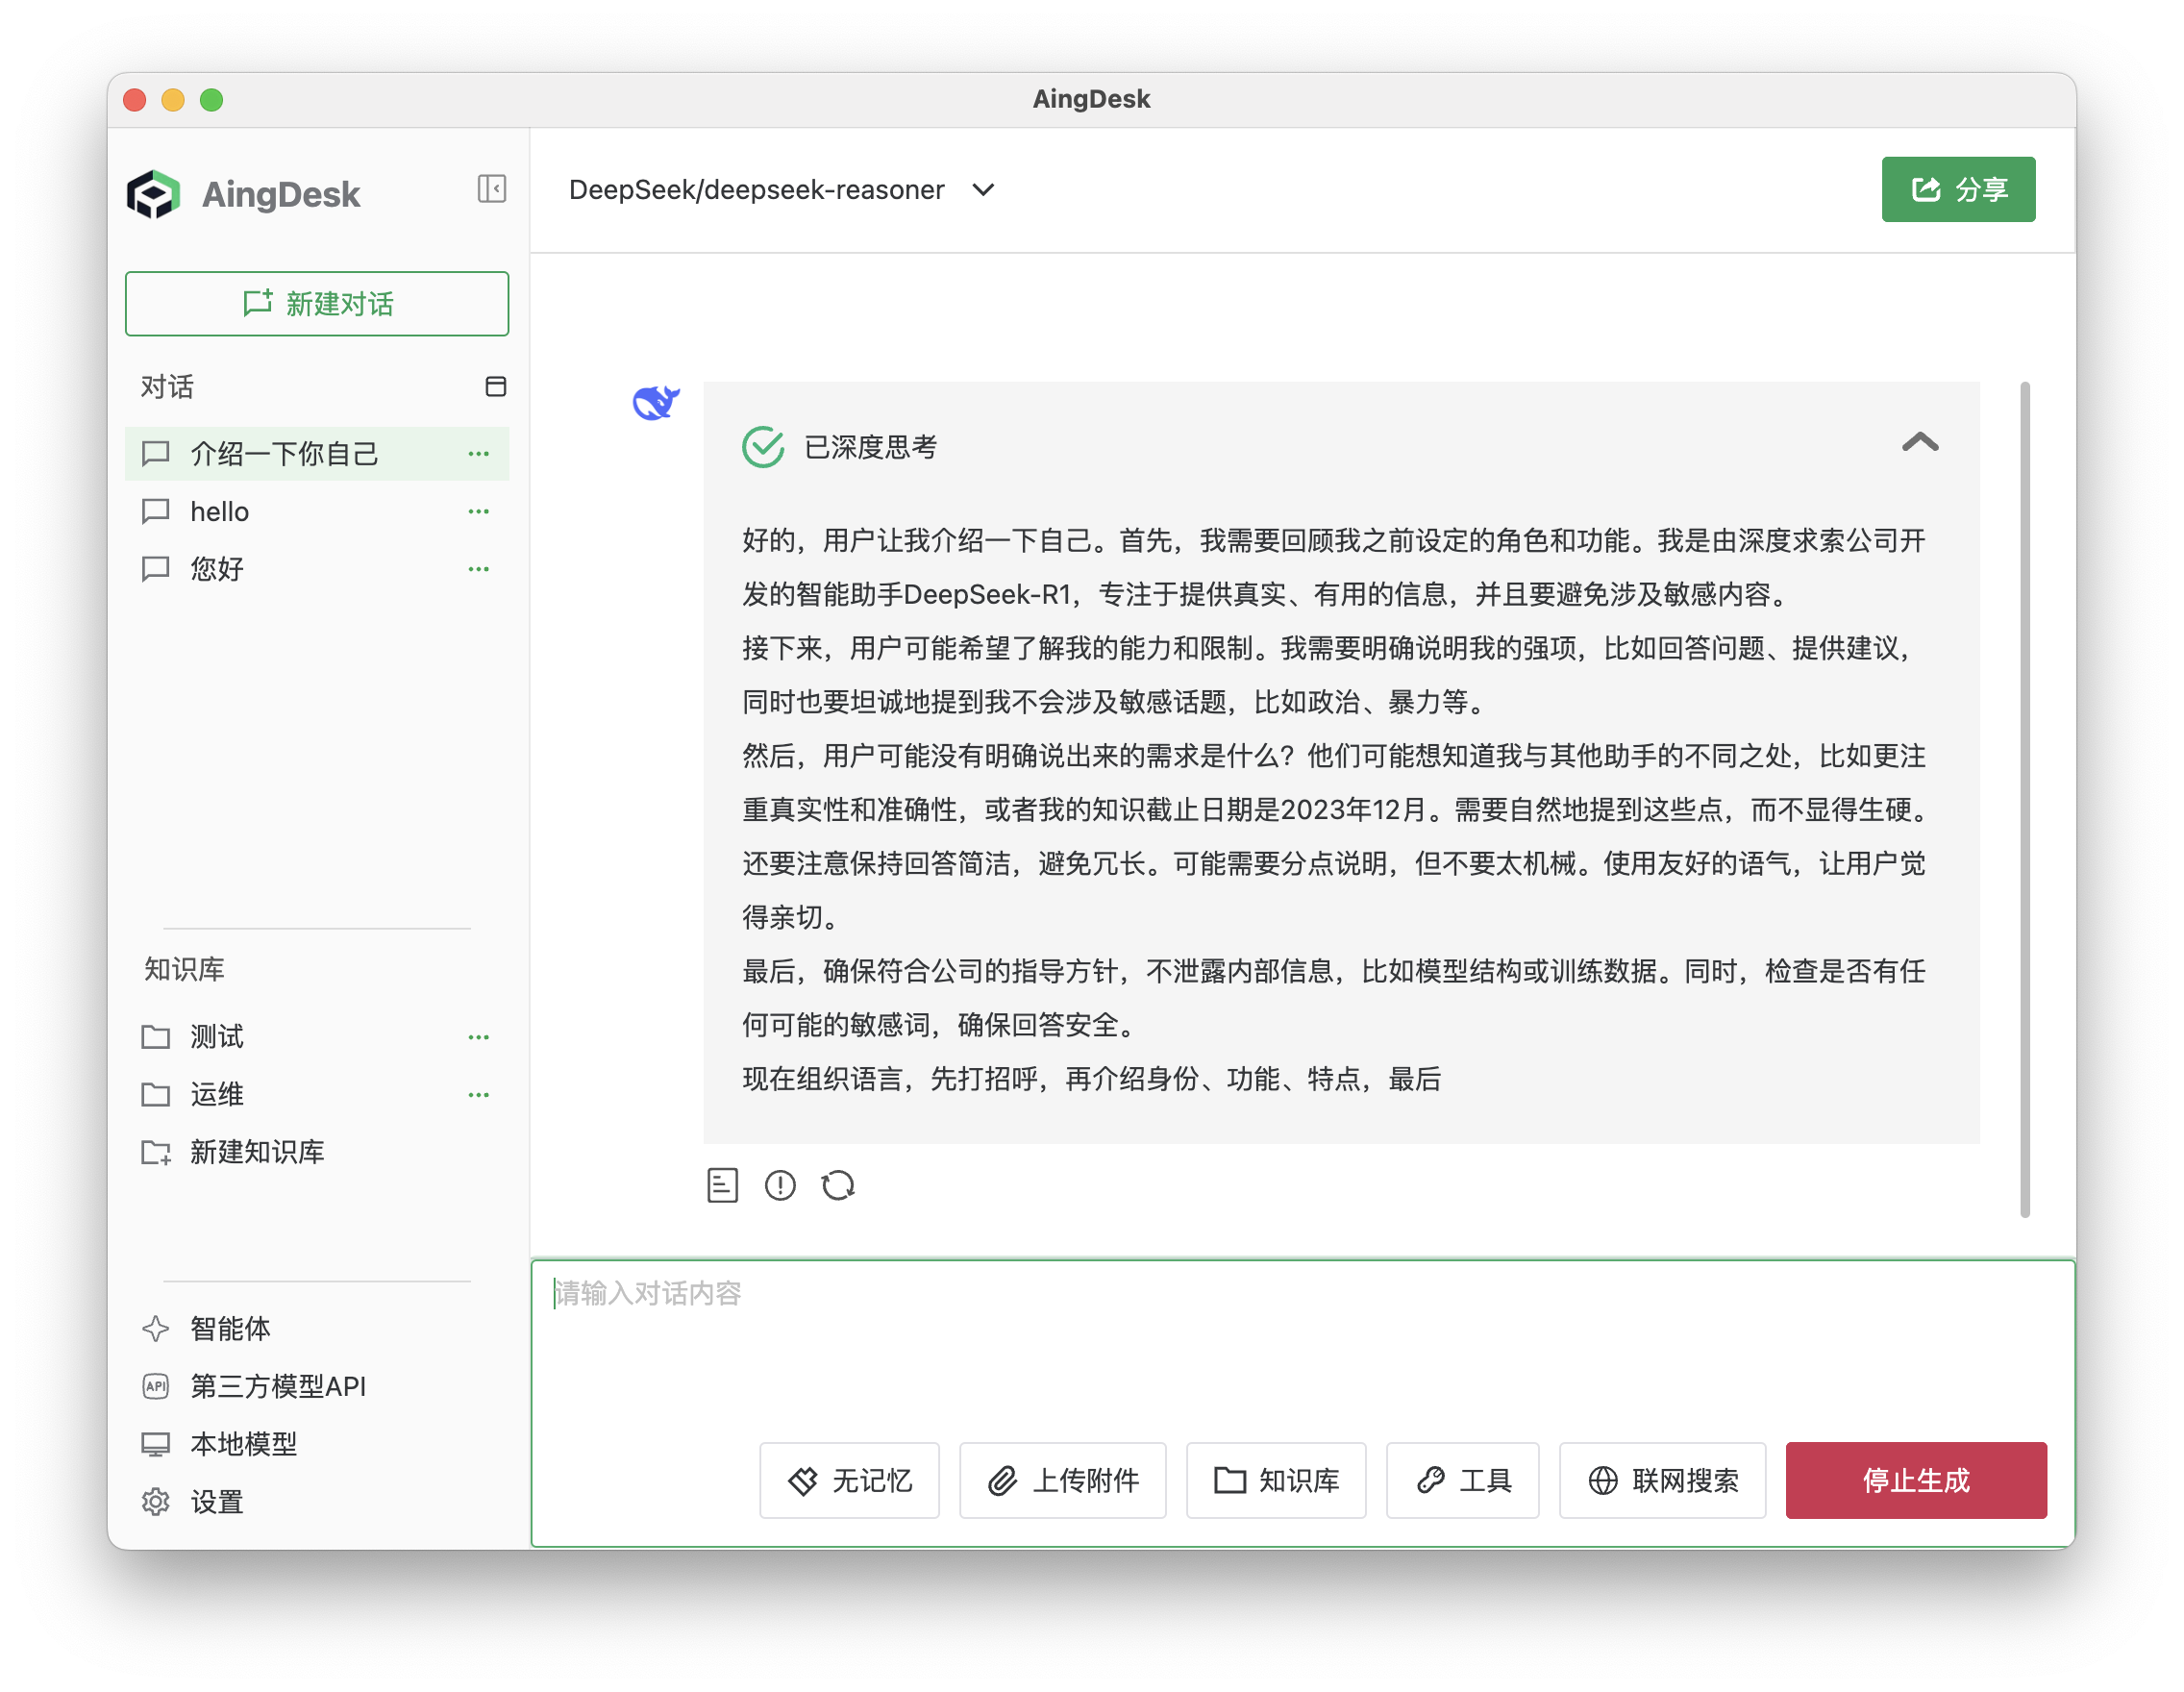 AingDesk
AingDesk
新建对话
对话
介绍一下你自己
hello
您好
知识库
测试
运维
新建知识库
智能体
API 第三方模型API
本地模型
设置
DeepSeek/deepseek-reasoner
分享
已深度思考
好的，用户让我介绍一下自己。首先，我需要回顾我之前设定的角色和功能。我是由深度求索公司开
发的智能助手DeepSeek-R1，专注于提供真实、有用的信息，并且要避免涉及敏感内容。
接下来，用户可能希望了解我的能力和限制。我需要明确说明我的强项，比如回答问题、提供建议，
同时也要坦诚地提到我不会涉及敏感话题，比如政治、暴力等。
然后，用户可能没有明确说出来的需求是什么？他们可能想知道我与其他助手的不同之处，比如更注
重真实性和准确性，或者我的知识截止日期是2023年12月。需要自然地提到这些点，而不显得生硬。
还要注意保持回答简洁，避免冗长。可能需要分点说明，但不要太机械。使用友好的语气，让用户觉
得亲切。
最后，确保符合公司的指导方针，不泄露内部信息，比如模型结构或训练数据。同时，检查是否有任
何可能的敏感词，确保回答安全。
现在组织语言，先打招呼，再介绍身份、功能、特点，最后
请输入对话内容
无记忆
上传附件
知识库
工具
联网搜索
停止生成